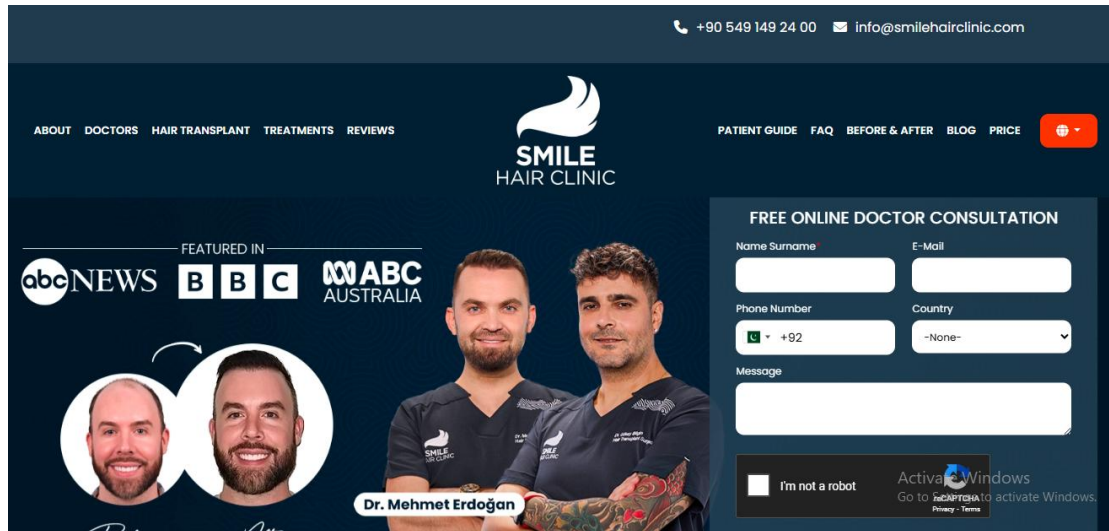 +90 549 149 24 00 info@smilehairclinic.com
ABOUT DOCTORS HAIR TRANSPLANT TREATMENTS REVIEWS
SMILE
HAIR CLINIC
PATIENT GUIDE FAQ BEFORE & AFTER BLOG PRICE
FEATURED IN
abc NEWS BBC ABC
AUSTRALIA
SMILE
HAIR CLINIC
SMILE
Dr. Mehmet Erdoğan
FREE ONLINE DOCTOR CONSULTATION
Name Surname* E-Mail
Phone Number Country
+92 -None-
Message
I'm not a robot
reCAPTCHA
Privacy - Terms
Activate Windows
Go to Settings to activate Windows.